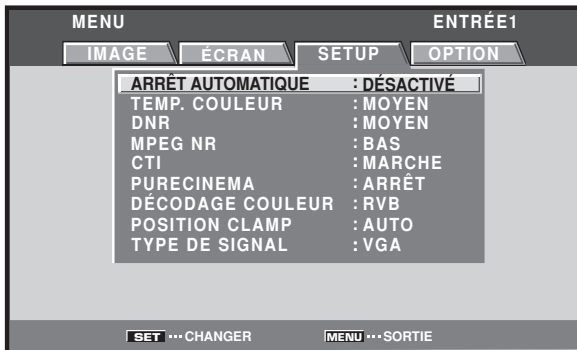 MENU ENTRÉE1
IMAGE ÉCRAN SETUP OPTION
ARRÊT AUTOMATIQUE : DÉSACTIVÉ
TEMP. COULEUR : MOYEN
DNR : MOYEN
MPEG NR : BAS
CTI : MARCHE
PURECINEMA : ARRÊT
DÉCODAGE COULEUR : RVB
POSITION CLAMP : AUTO
TYPE DE SIGNAL : VGA
SET ••• CHANGER MENU ••• SORTIE